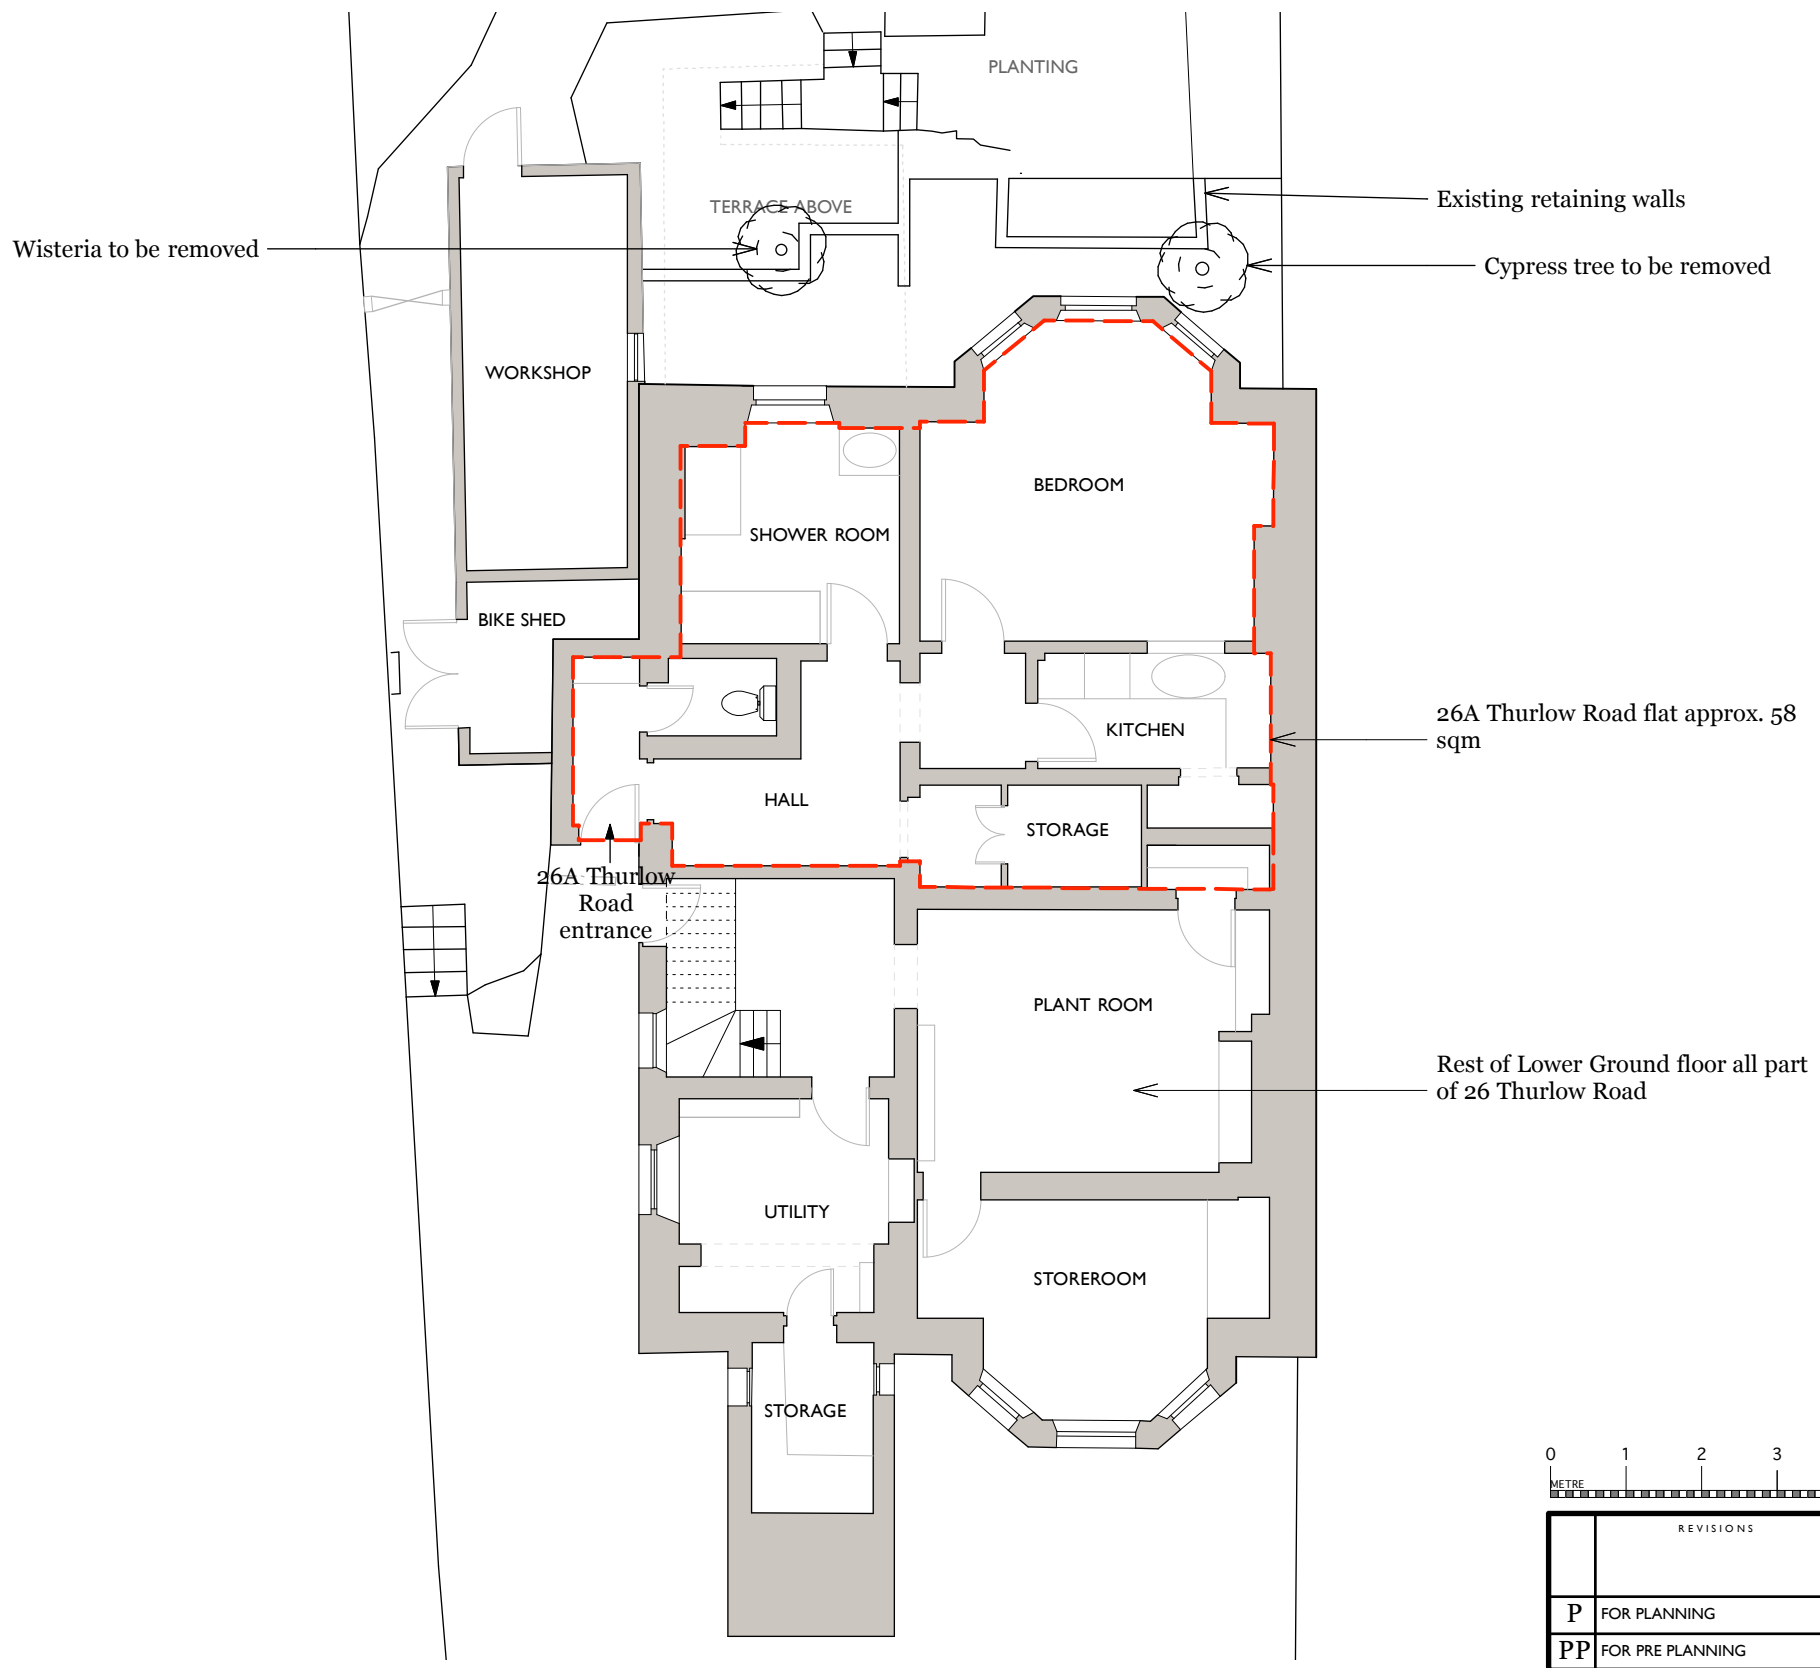 PLANTING
TERRACE ABOVE
Existing retaining walls
Wisteria to be removed
Cypress tree to be removed
WORKSHOP
BEDROOM
SHOWER ROOM
BIKE SHED
26A Thurlow Road flat approx. 58
sqm
KITCHEN
HALL
STORAGE
26A Thurlow
Road
entrance
PLANT ROOM
Rest of Lower Ground floor all part
of 26 Thurlow Road
UTILITY
STOREROOM
STORAGE
0 1 2 3
METRE
REVISIONS
P FOR PLANNING
PP FOR PRE PLANNING